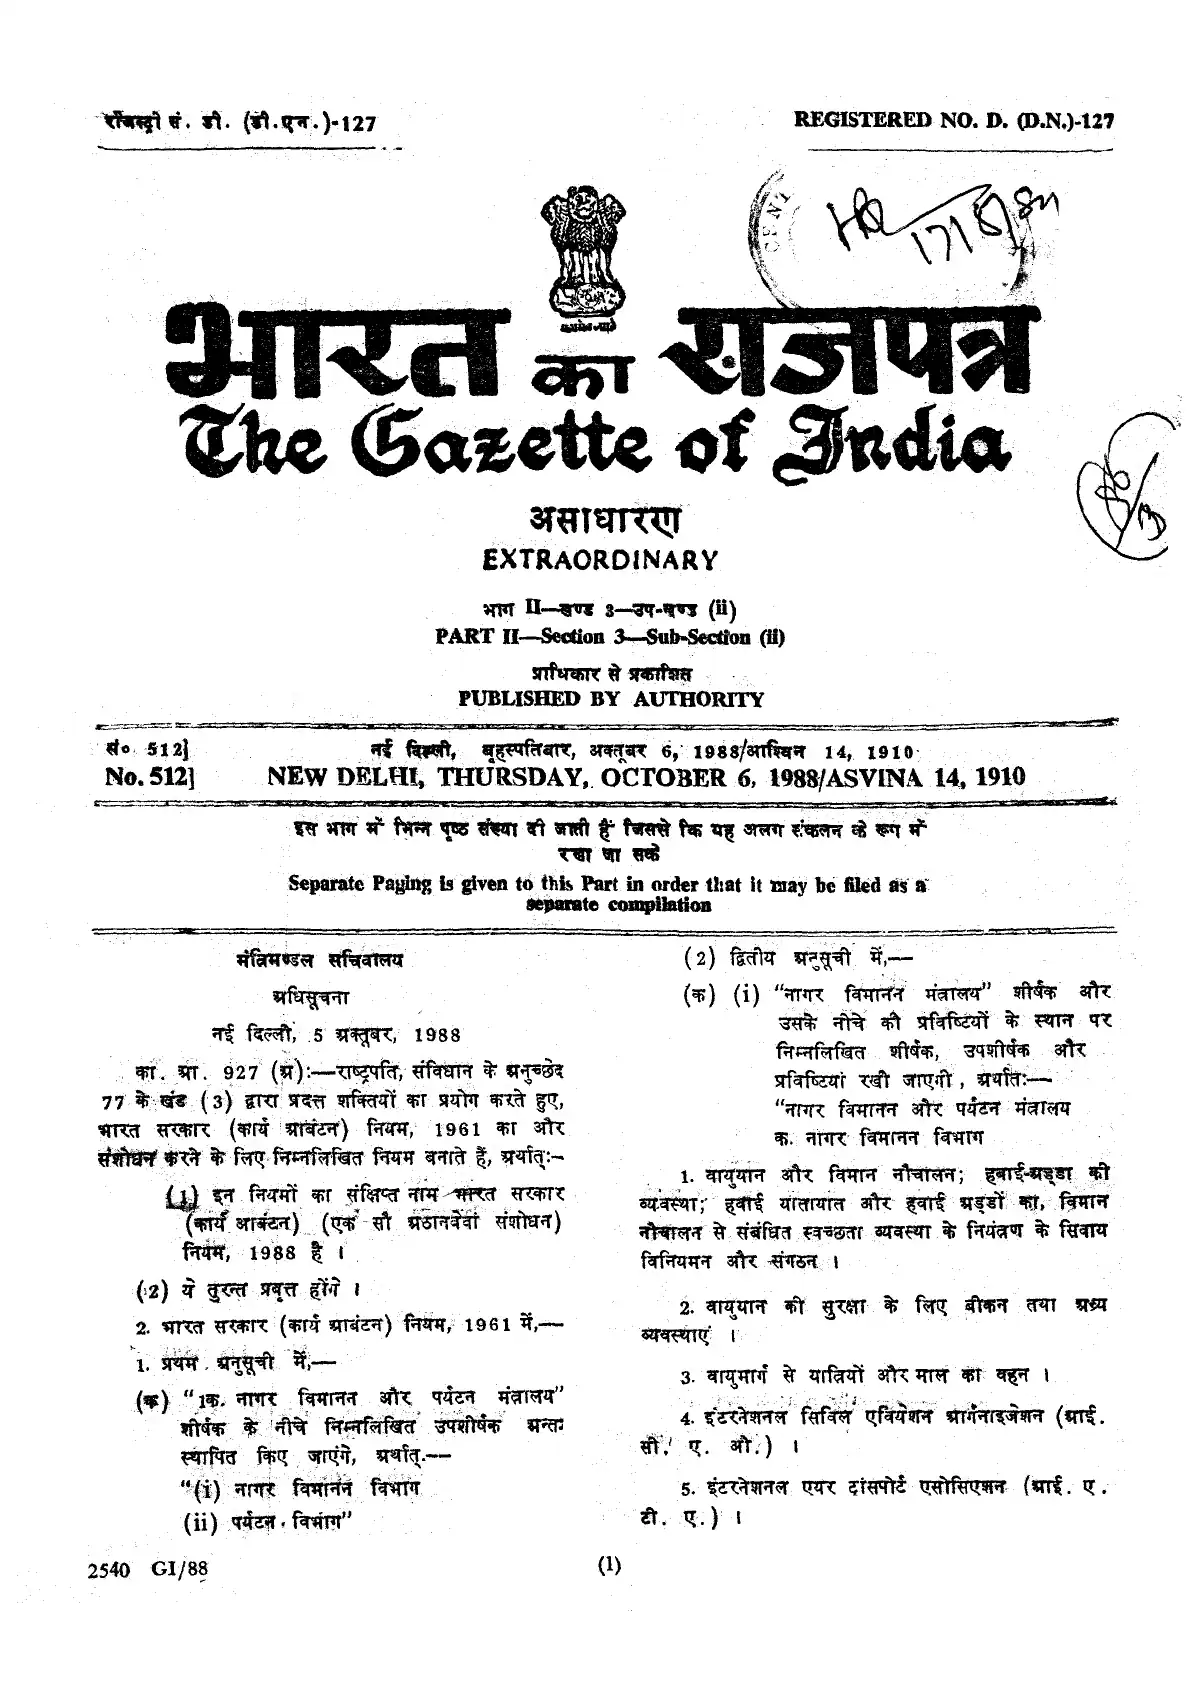 रजिस्ट्री सं. डी. (डी.एन.)-127
REGISTERED NO. D. (D.N.)-127
भारत का राजपत्र
The Gazette of India
असाधारण
EXTRAORDINARY
भाग II—खण्ड 3—उप-खण्ड (ii)
PART II—Section 3—Sub-Section (ii)
प्राधिकार से प्रकाशित
PUBLISHED BY AUTHORITY
सं० 512]
नई दिल्ली, बृहस्पतिवार, अक्तूबर 6, 1988/आश्विन 14, 1910
No. 512]
NEW DELHI, THURSDAY, OCTOBER 6, 1988/ASVINA 14, 1910
इस भाग में भिन्न पृष्ठ संख्या दी जाती है जिससे कि यह अलग संकलन के रूप में
रखा जा सके
Separate Paging is given to this Part in order that it may be filed as a
separate compilation
मंत्रिमण्डल सचिवालय
अधिसूचना
नई दिल्ली, 5 अक्तूबर, 1988
का. आ. 927 (अ):—राष्ट्रपति, संविधान के अनुच्छेद
77 के खंड (3) द्वारा प्रदत्त शक्तियों का प्रयोग करते हुए,
भारत सरकार (कार्य आबंटन) नियम, 1961 का और
संशोधन करने के लिए निम्नलिखित नियम बनाते हैं, अर्थात्:—
(1) इन नियमों का संक्षिप्त नाम भारत सरकार
(कार्य आबंटन) (एक सौ अठानवेवां संशोधन)
नियम, 1988 है ।
(2) ये तुरन्त प्रवृत्त होंगे ।
2. भारत सरकार (कार्य आबंटन) नियम, 1961 में,—
1. प्रथम अनुसूची में,—
(क) "1क. नागर विमानन और पर्यटन मंत्रालय"
शीर्षक के नीचे निम्नलिखित उपशीर्षक अन्तः
स्थापित किए जाएंगे, अर्थात्.—
"(i) नागर विमानन विभाग
(ii) पर्यटन विभाग"
(2) द्वितीय अनुसूची में,—
(क) (i) "नागर विमानन मंत्रालय" शीर्षक और
उसके नीचे की प्रविष्टियों के स्थान पर
निम्नलिखित शीर्षक, उपशीर्षक और
प्रविष्टियां रखी जाएगी, अर्थात:—
"नागर विमानन और पर्यटन मंत्रालय
क. नागर विमानन विभाग
1. वायुयान और विमान नौचालन; हवाई-अड्डा की
व्यवस्था; हवाई यातायात और हवाई अड्डों का, विमान
नौचालन से संबंधित स्वच्छता व्यवस्था के नियंत्रण के सिवाय
विनियमन और संगठन ।
2. वायुयान की सुरक्षा के लिए बीकन तथा अन्य
व्यवस्थाएं ।
3. वायुमार्ग से यात्रियों और माल का वहन ।
4. इंटरनेशनल सिविल एवियेशन आर्गेनाइजेशन (आई.
सी. ए. ओ.) ।
5. इंटरनेशनल एयर ट्रांसपोर्ट एसोसिएशन (आई. ए.
टी. ए.) ।
2540 GI/88
(1)